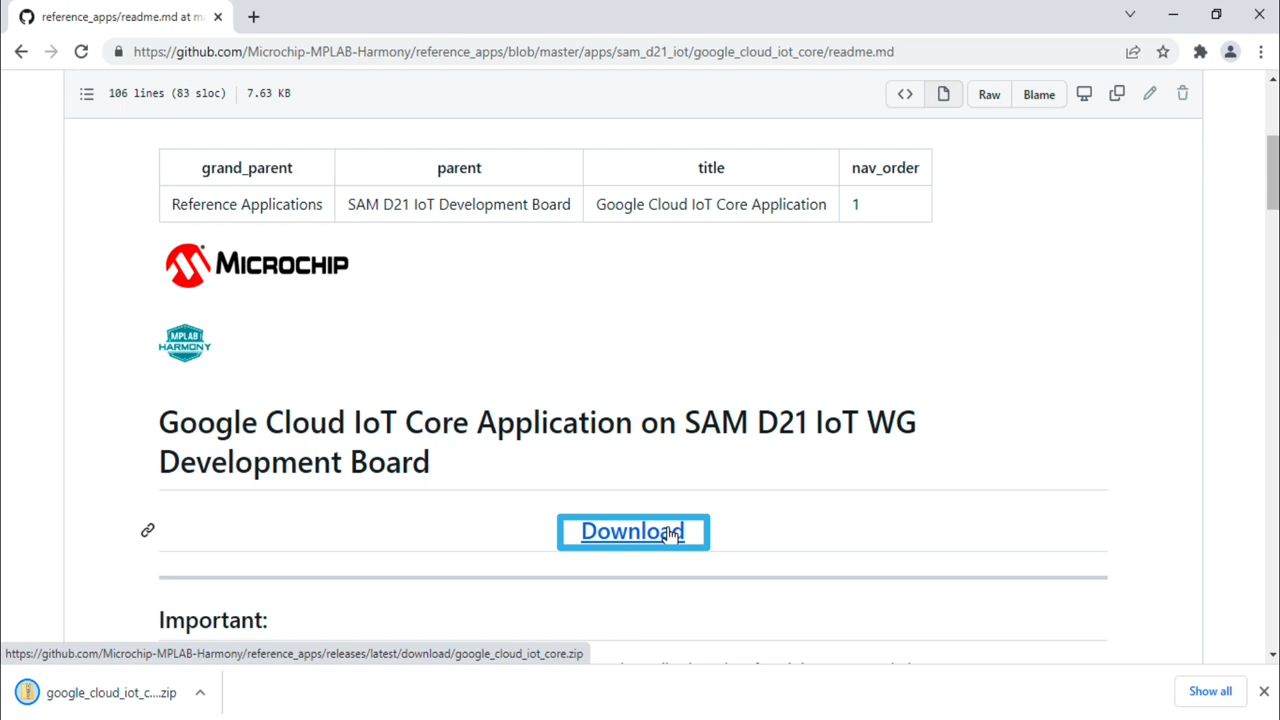 reference_apps/readme.md at m
https://github.com/Microchip-MPLAB-Harmony/reference_apps/blob/master/apps/sam_d21_iot/google_cloud_iot_core/readme.md
106 lines (83 sloc) 7.63 KB
Raw Blame
grand_parent parent title nav_order
Reference Applications SAM D21 IoT Development Board Google Cloud IoT Core Application 1
MICROCHIP
MPLAB
HARMONY
Google Cloud IoT Core Application on SAM D21 IoT WG
Development Board
Download
Important:
https://github.com/Microchip-MPLAB-Harmony/reference_apps/releases/latest/download/google_cloud_iot_core.zip
google_cloud_iot_c....zip Show all